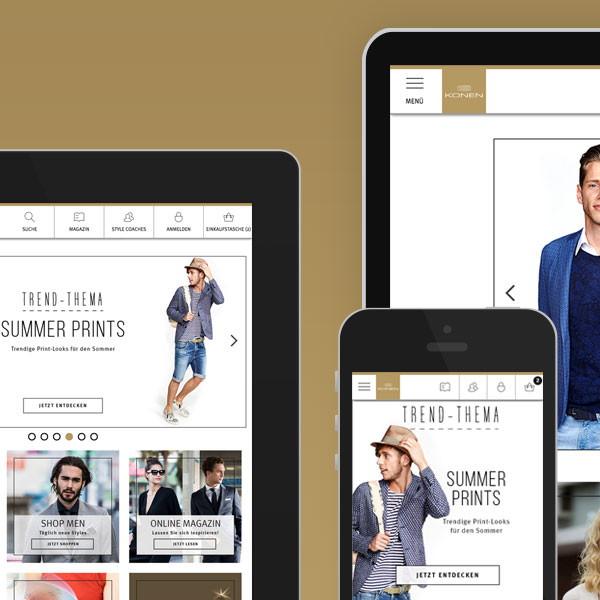 MENÜ
KONEN
SUCHE
MAGAZIN
STYLE COACHES
ANMELDEN
EINKAUFSTASCHE (2)
TREND-THEMA
SUMMER PRINTS
Trendige Print-Looks für den Sommer
JETZT ENTDECKEN
SHOP MEN
Täglich neue Styles.
JETZT SHOPPEN
ONLINE MAGAZIN
Lassen Sie sich inspirieren!
JETZT LESEN
KONEN
2
TREND-THEMA
SUMMER
PRINTS
Trendige Print-Looks
für den Sommer
JETZT ENTDECKEN